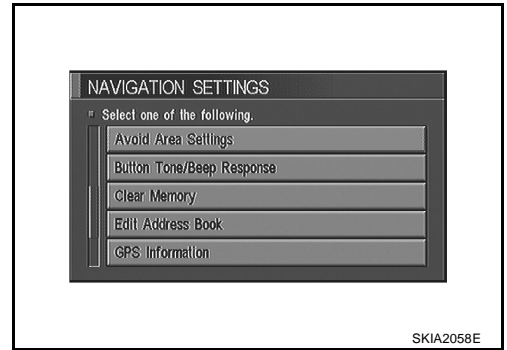 NAVIGATION SETTINGS
Select one of the following.
Avoid Area Settings
Button Tone/Beep Response
Clear Memory
Edit Address Book
GPS Information
SKIA2058E